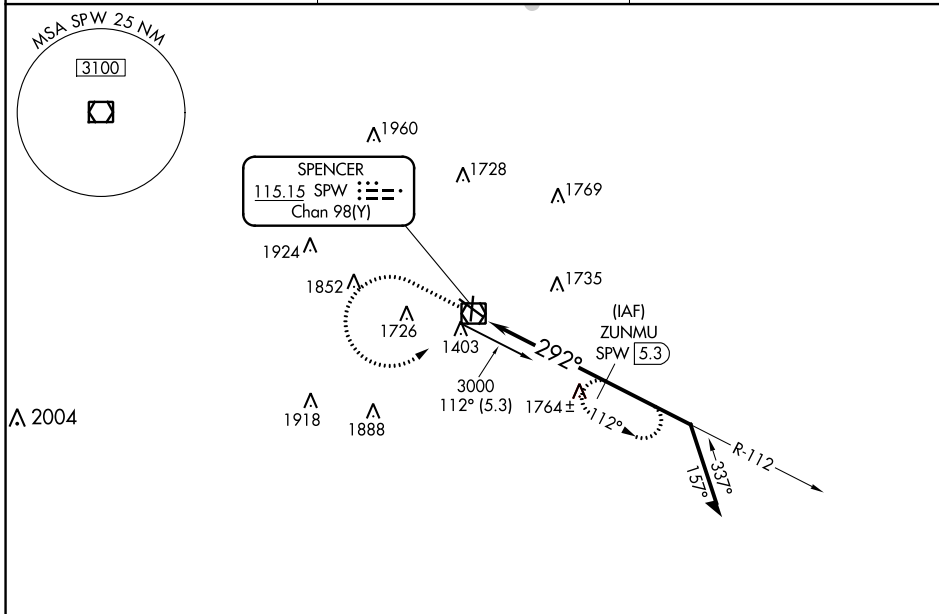 MSA SPW 25 NM
3100
1960
1728
1769
SPENCER
115.15 SPW
Chan 98(Y)
1924
1852
1735
1726
1403
(IAF)
ZUNMU
SPW 5.3
292°
3000
112° (5.3)
1764±
112°
2004
1918
1888
R-112
337°
157°